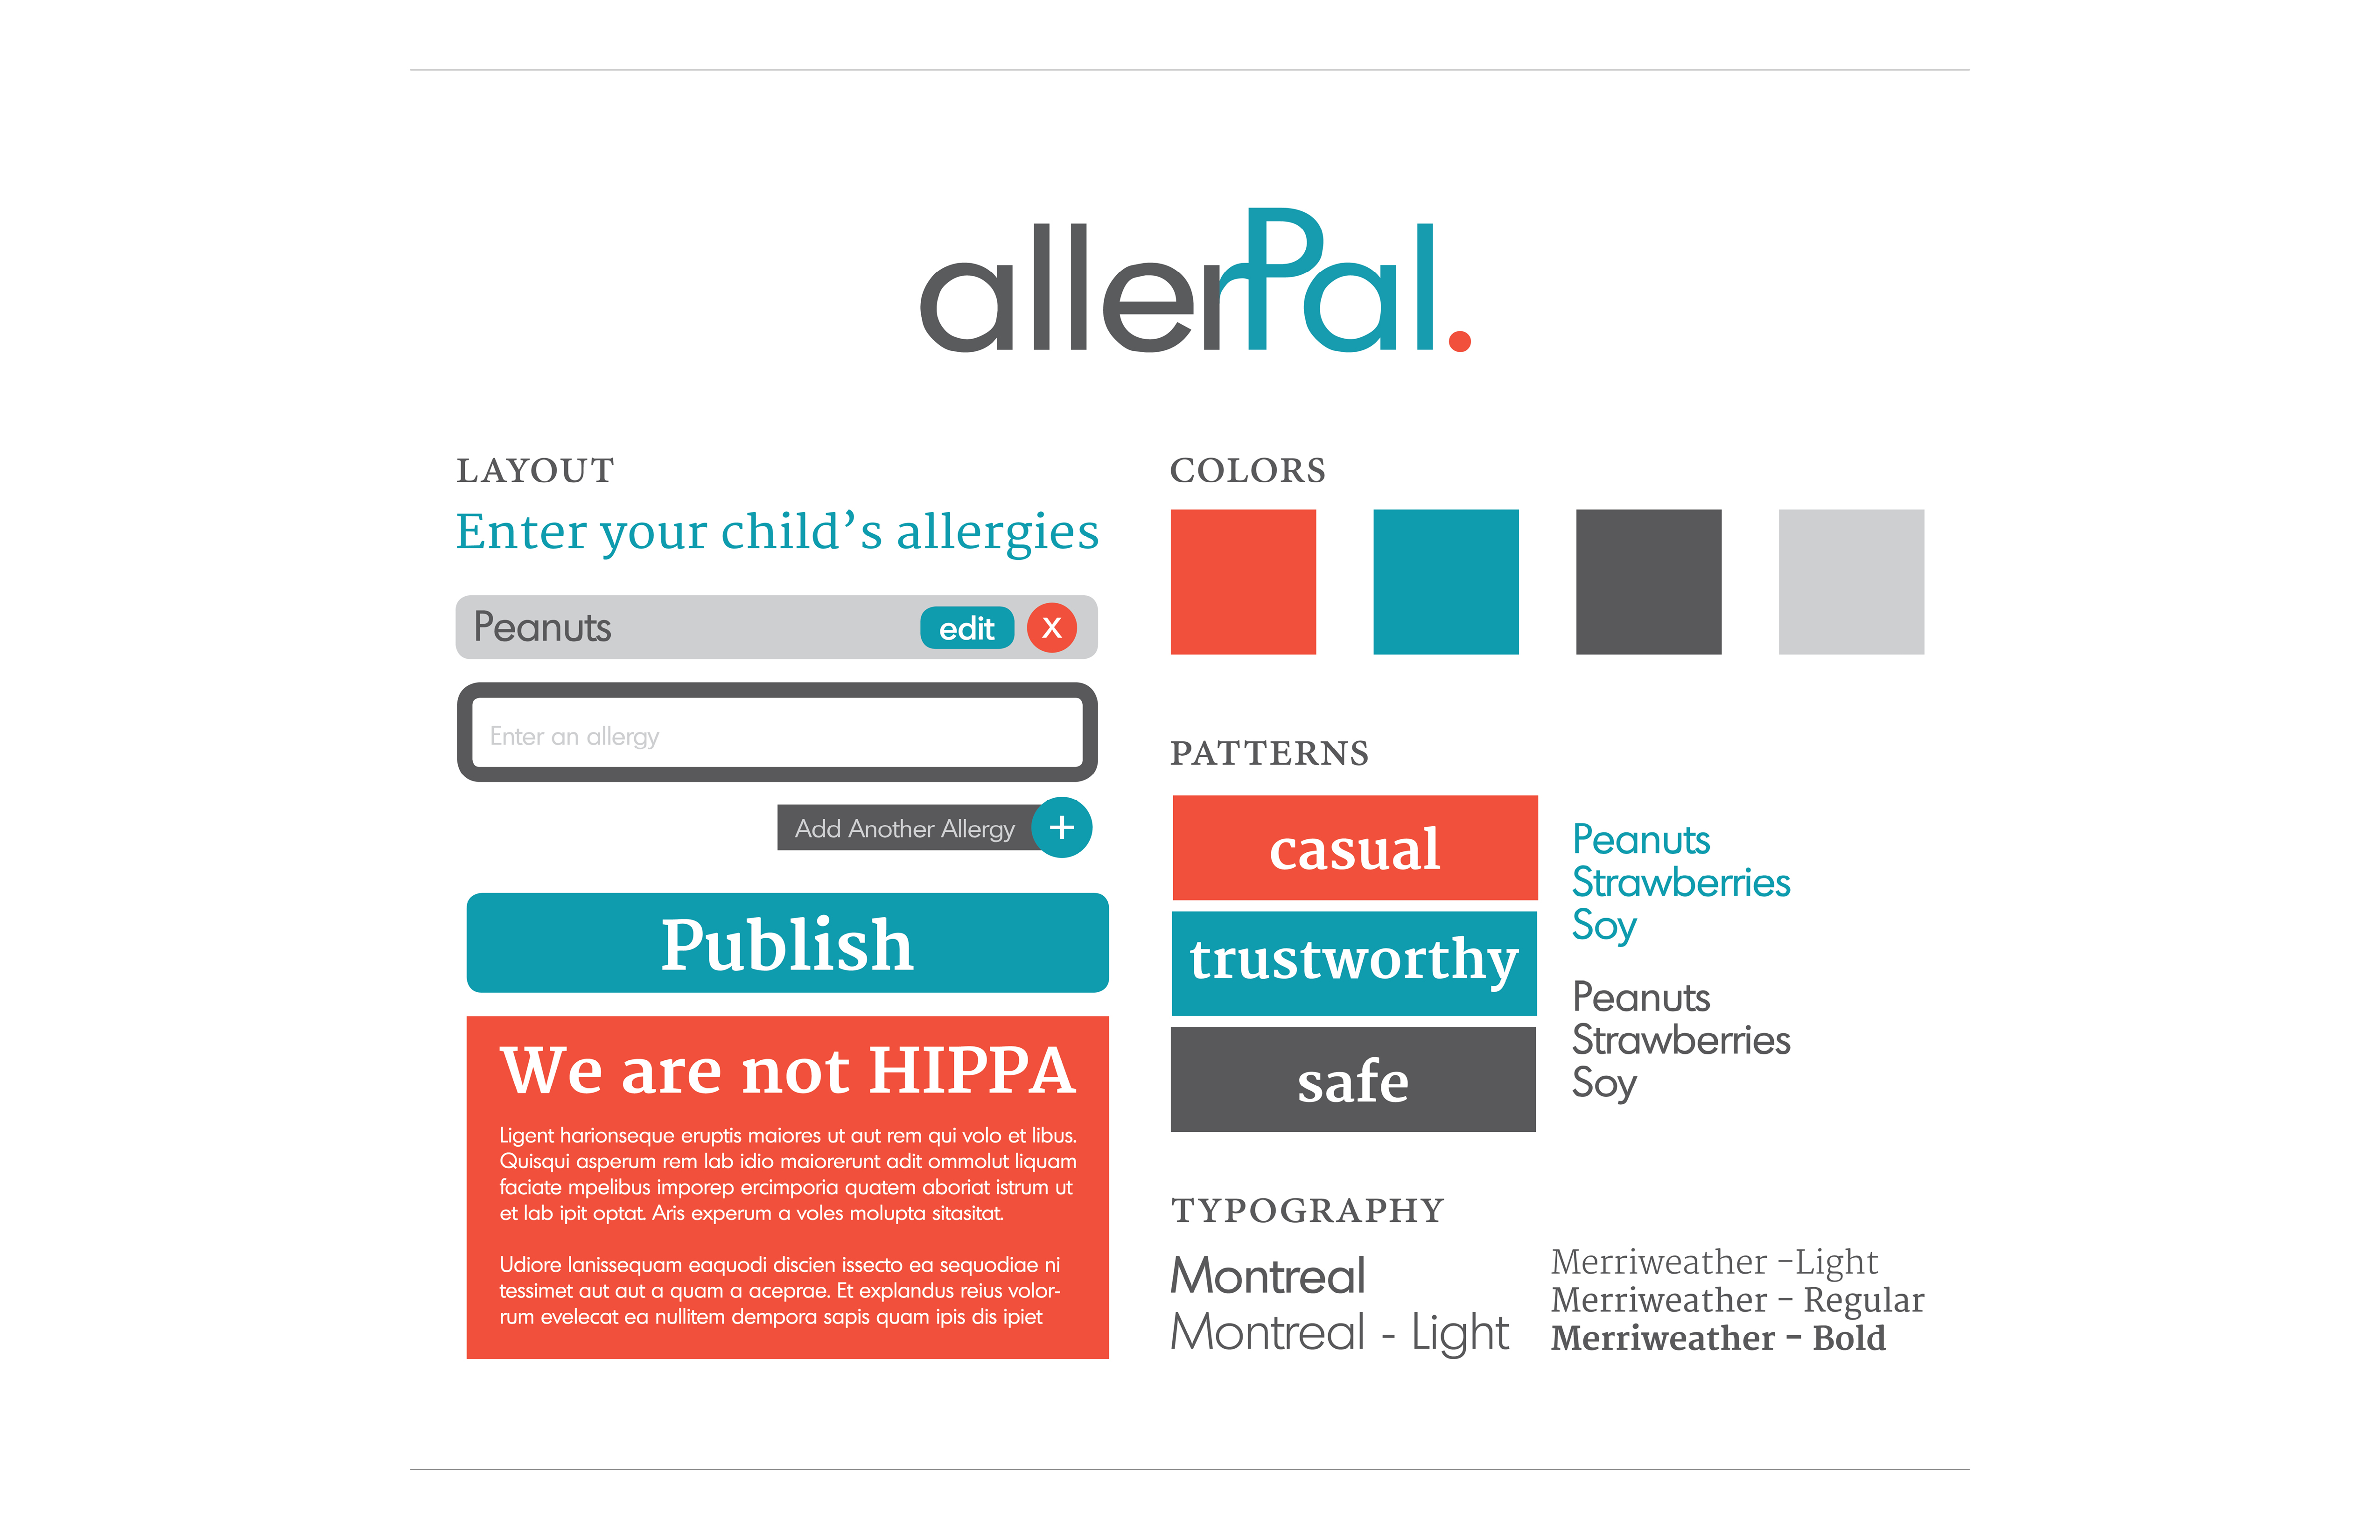 allerPal.
LAYOUT
Enter your child's allergies
Peanuts edit x
Enter an allergy
Add Another Allergy +
Publish
We are not HIPPA
Ligent harionseque eruptis maiores ut aut rem qui volo et libus.
Quisqui asperum rem lab idio maiorerunt adit ommolut liquam
faciate mpelibus imporep ercimporia quatem aboriat istrum ut
et lab ipit optat. Aris experum a voles molupta sitasitat.
Udiore lanissequam eaquodi discien issecto ea sequodiae ni
tessimet aut aut a quam a aceprae. Et explandus reius volor-
rum evelecat ea nullitem dempora sapis quam ipis dis ipiet
COLORS
PATTERNS
casual
trustworthy
safe
Peanuts
Strawberries
Soy
Peanuts
Strawberries
Soy
TYPOGRAPHY
Montreal
Montreal - Light
Merriweather -Light
Merriweather - Regular
Merriweather - Bold